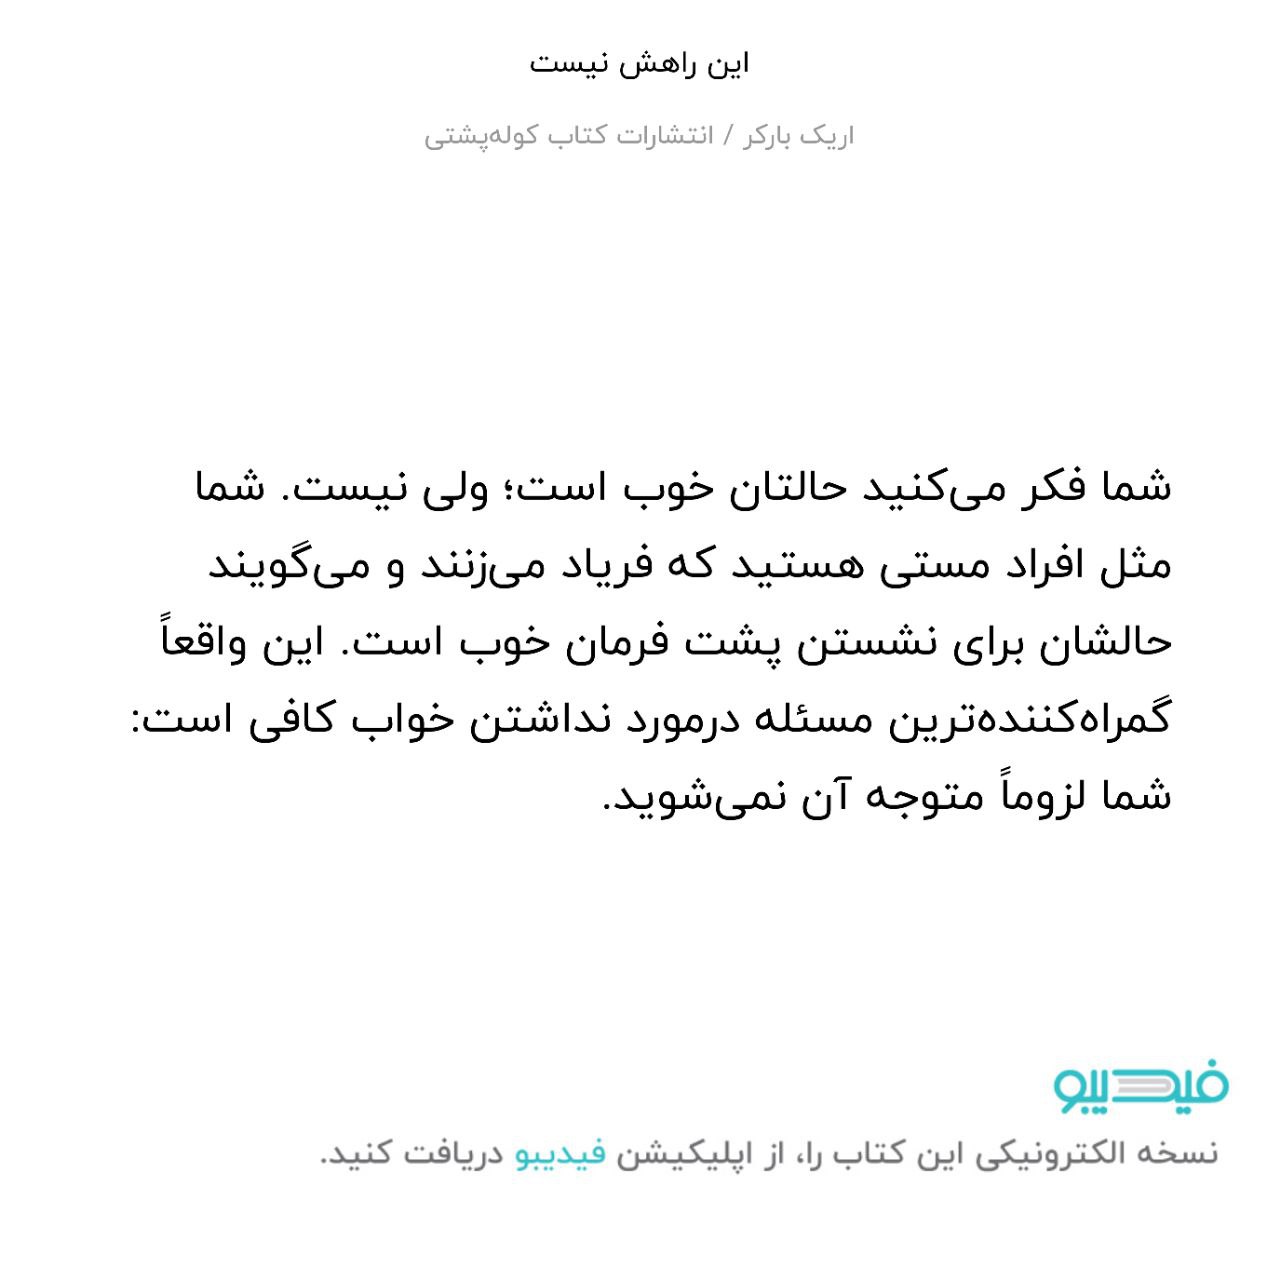 این راهش نیست
اریک بارکر / انتشارات کتاب کوله‌پشتی
شما فکر می‌کنید حالتان خوب است؛ ولی نیست. شما
مثل افراد مستی هستید که فریاد می‌زنند و می‌گویند
حالشان برای نشستن پشت فرمان خوب است. این واقعاً
گمراه‌کننده‌ترین مسئله درمورد نداشتن خواب کافی است:
شما لزوماً متوجه آن نمی‌شوید.
فیدیبو
نسخه الکترونیکی این کتاب را، از اپلیکیشن فیدیبو دریافت کنید.